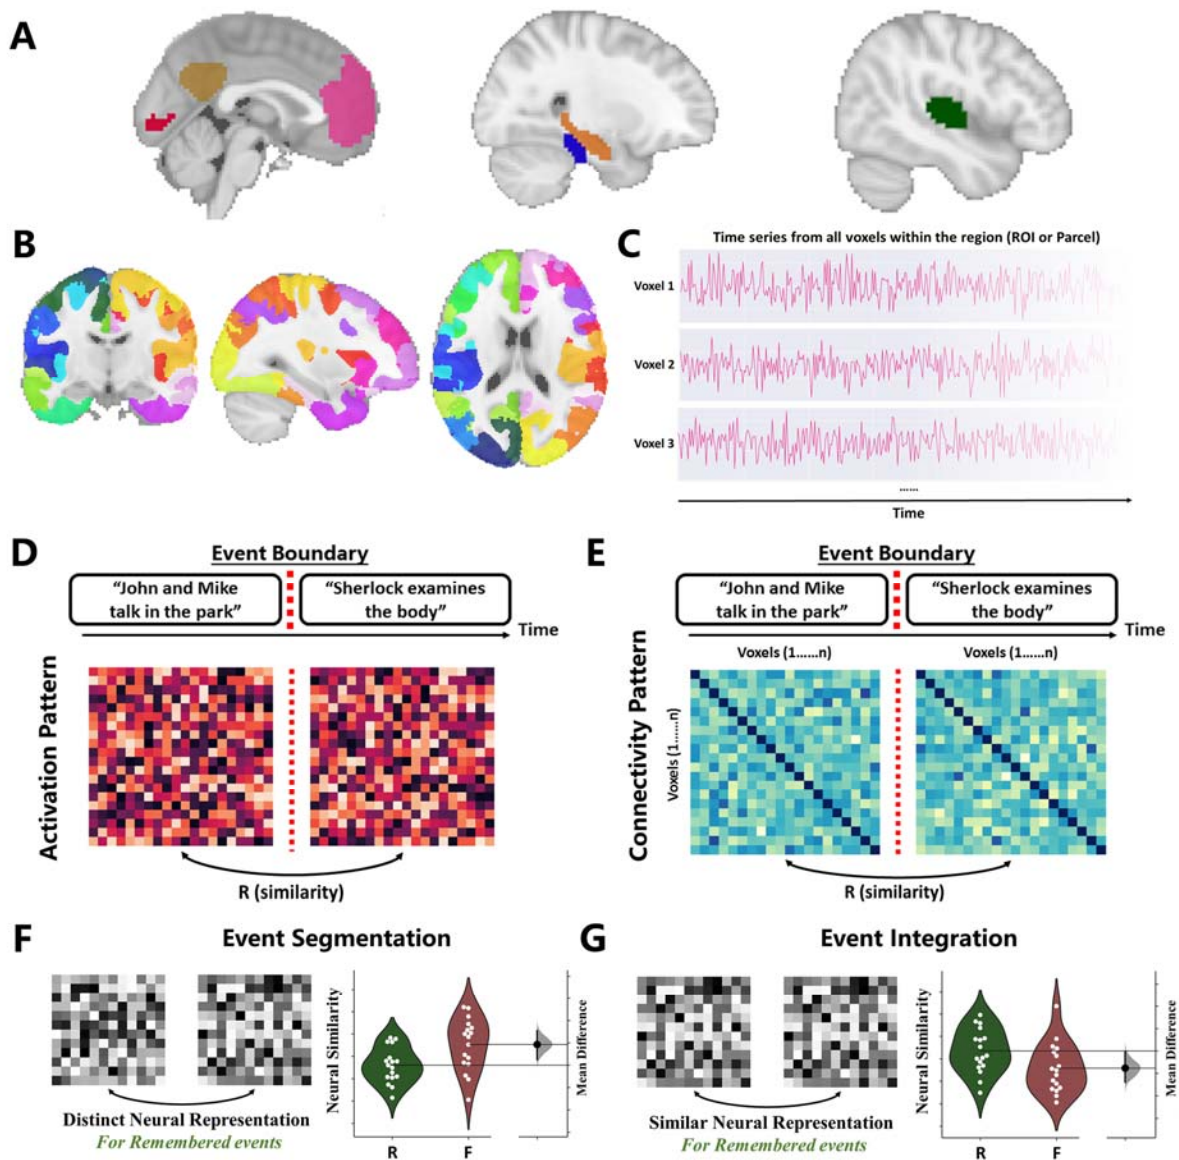 A
B
C
Time series from all voxels within the region (ROI or Parcel)
Voxel 1
Voxel 2
Voxel 3
......
Time
D
Event Boundary
“John and Mike
talk in the park”
“Sherlock examines
the body”
Time
Activation Pattern
R (similarity)
E
Event Boundary
“John and Mike
talk in the park”
“Sherlock examines
the body”
Time
Voxels (1......n)
Voxels (1......n)
Connectivity Pattern
Voxels (1......n)
R (similarity)
F
Event Segmentation
Distinct Neural Representation
For Remembered events
Neural Similarity
R
F
Mean Difference
G
Event Integration
Similar Neural Representation
For Remembered events
Neural Similarity
R
F
Mean Difference